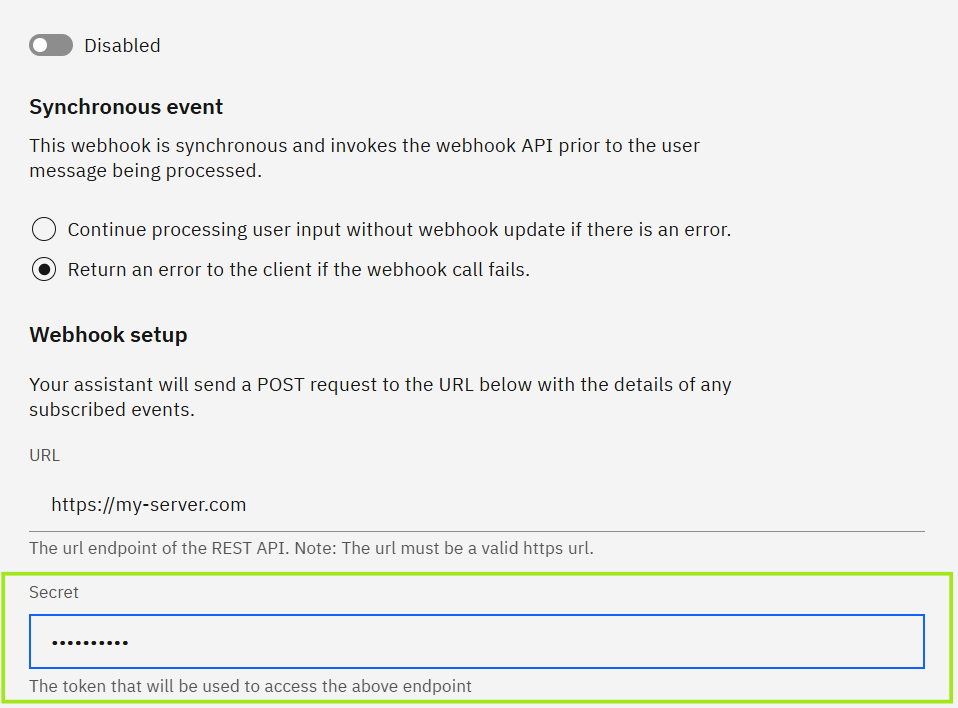 Disabled
Synchronous event
This webhook is synchronous and invokes the webhook API prior to the user
message being processed.
Continue processing user input without webhook update if there is an error.
Return an error to the client if the webhook call fails.
Webhook setup
Your assistant will send a POST request to the URL below with the details of any
subscribed events.
URL
https://my-server.com
The url endpoint of the REST API. Note: The url must be a valid https url.
Secret
••••••••••
The token that will be used to access the above endpoint